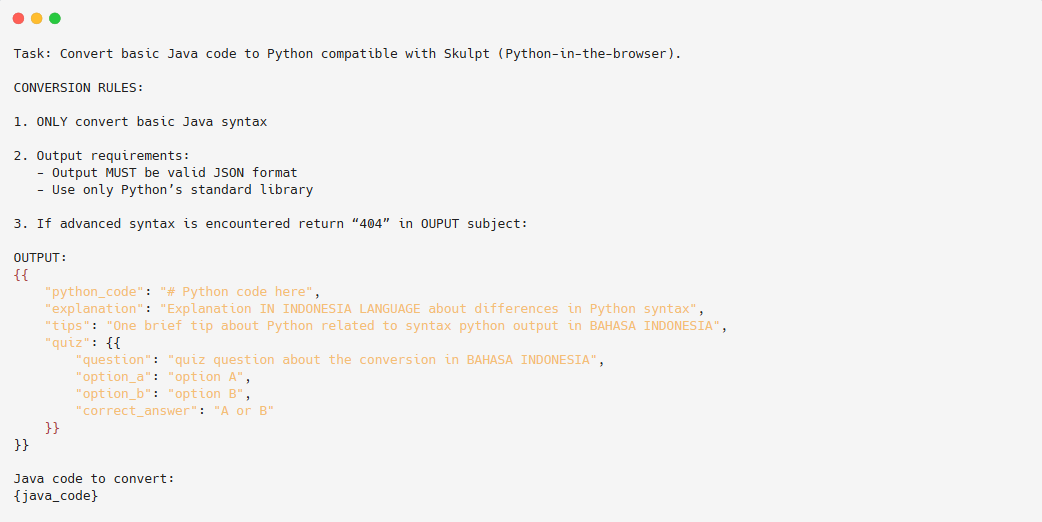 Task: Convert basic Java code to Python compatible with Skulpt (Python-in-the-browser).
CONVERSION RULES:
1. ONLY convert basic Java syntax
2. Output requirements:
   - Output MUST be valid JSON format
   - Use only Python’s standard library
3. If advanced syntax is encountered return “404” in OUPUT subject:
OUTPUT:
{{
    "python_code": "# Python code here",
    "explanation": "Explanation IN INDONESIA LANGUAGE about differences in Python syntax",
    "tips": "One brief tip about Python related to syntax python output in BAHASA INDONESIA",
    "quiz": {{
        "question": "quiz question about the conversion in BAHASA INDONESIA",
        "option_a": "option A",
        "option_b": "option B",
        "correct_answer": "A or B"
    }}
}}
Java code to convert:
{java_code}